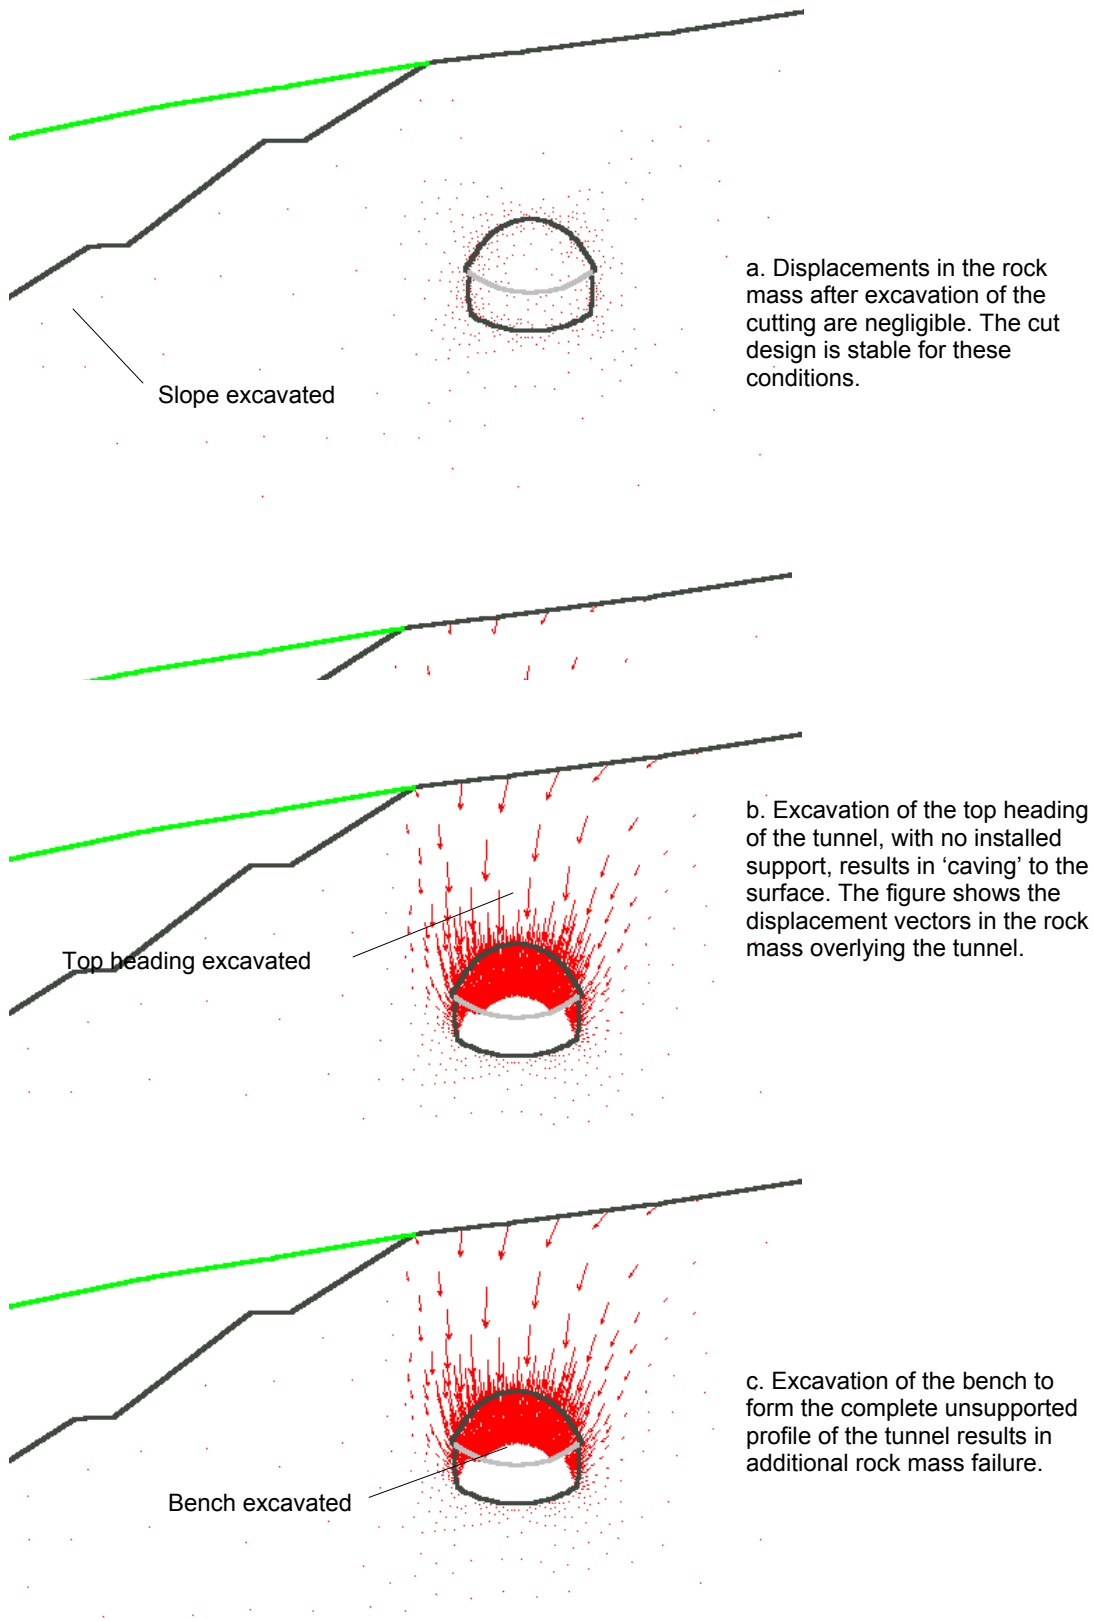 Slope excavated
a. Displacements in the rock
mass after excavation of the
cutting are negligible. The cut
design is stable for these
conditions.
Top heading excavated
b. Excavation of the top heading
of the tunnel, with no installed
support, results in ‘caving’ to the
surface. The figure shows the
displacement vectors in the rock
mass overlying the tunnel.
Bench excavated
c. Excavation of the bench to
form the complete unsupported
profile of the tunnel results in
additional rock mass failure.